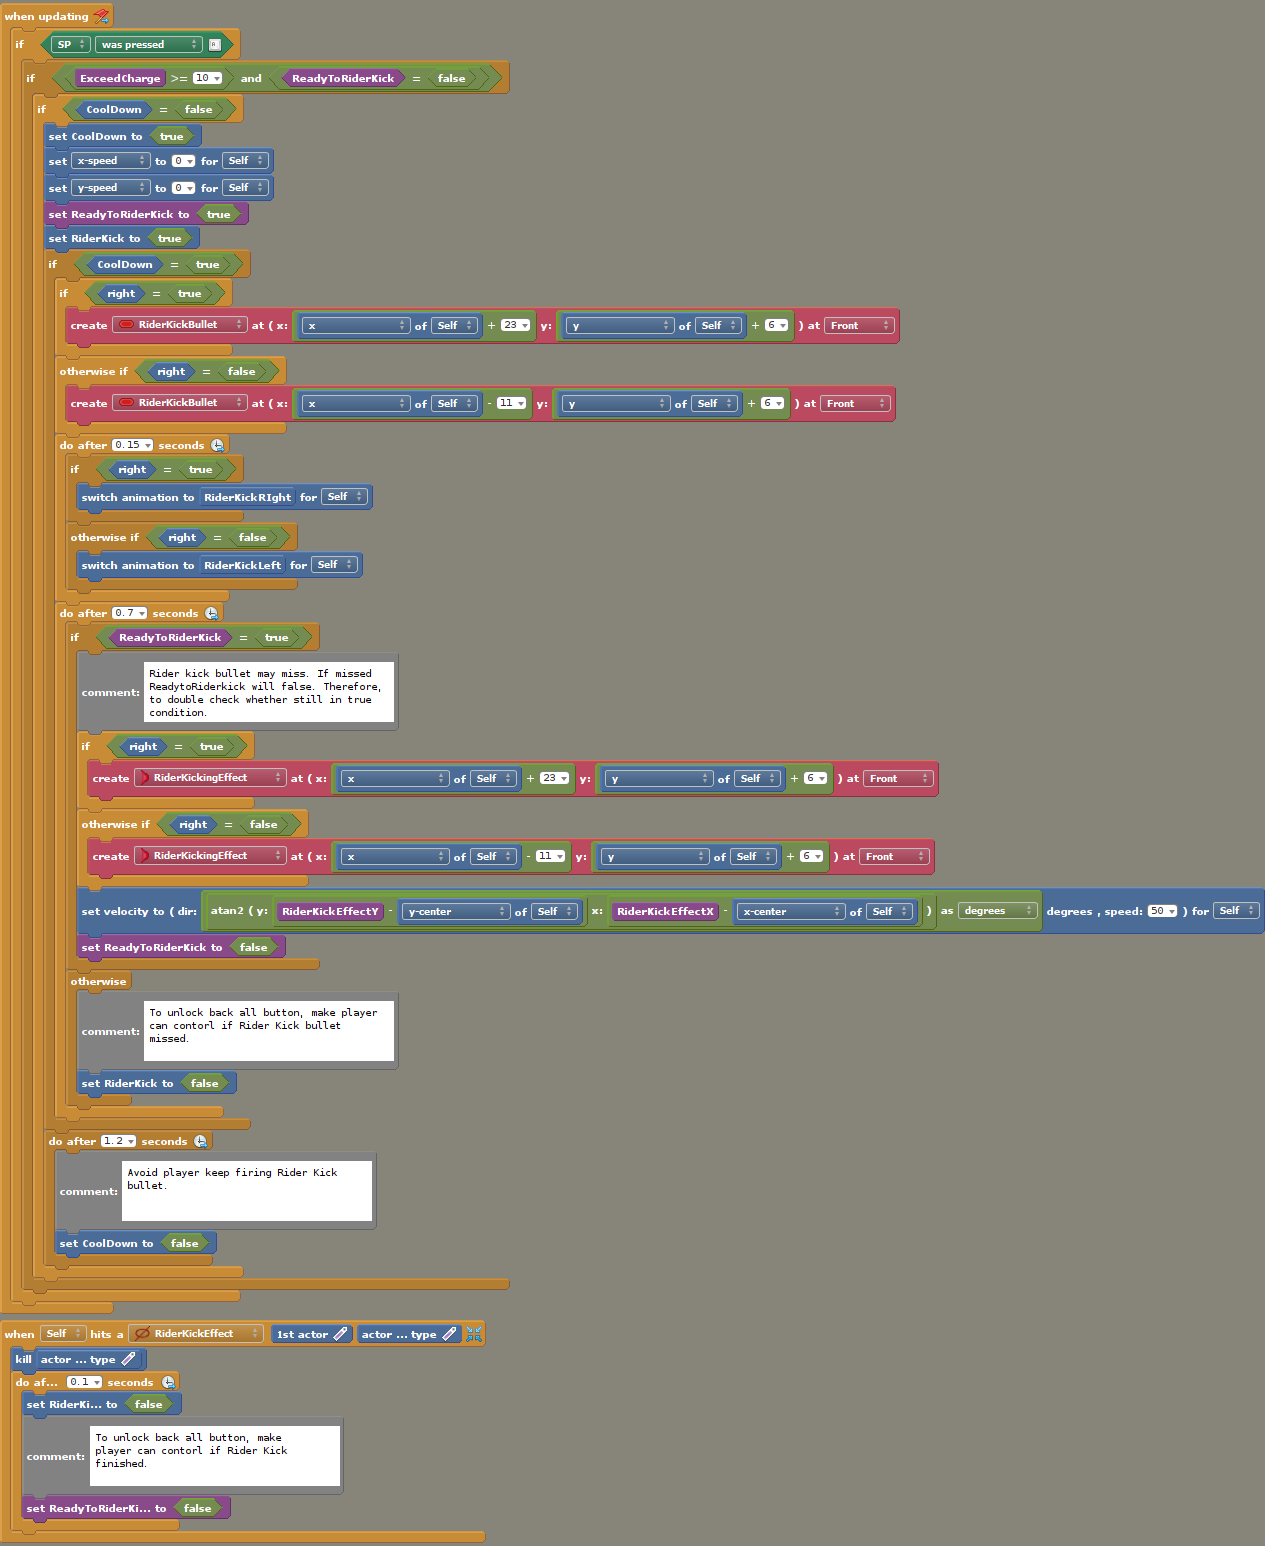 when updating
if SP was pressed
if ExceedCharge >= 10 and ReadyToRiderKick = false
if CoolDown = false
set CoolDown to true
set x-speed to 0 for Self
set y-speed to 0 for Self
set ReadyToRiderKick to true
set RiderKick to true
if CoolDown = true
if right = true
create RiderKickBullet at ( x: x of Self + 23 y: y of Self + 6 ) at Front
otherwise if right = false
create RiderKickBullet at ( x: x of Self - 11 y: y of Self + 6 ) at Front
do after 0.15 seconds
if right = true
switch animation to RiderKickRIght for Self
otherwise if right = false
switch animation to RiderKickLeft for Self
do after 0.7 seconds
if ReadyToRiderKick = true
comment:
Rider kick bullet may miss. If missed
ReadytoRiderkick will false. Therefore,
to double check whether still in true
condition.
if right = true
create RiderKickingEffect at ( x: x of Self + 23 y: y of Self + 6 ) at Front
otherwise if right = false
create RiderKickingEffect at ( x: x of Self - 11 y: y of Self + 6 ) at Front
set velocity to ( dir: atan2 ( y: RiderKickEffectY - y-center of Self x: RiderKickEffectX - x-center of Self ) as degrees degrees , speed: 50 ) for Self
set ReadyToRiderKick to false
otherwise
comment:
To unlock back all button, make player
can contorl if Rider Kick bullet
missed.
set RiderKick to false
do after 1.2 seconds
comment:
Avoid player keep firing Rider Kick
bullet.
set CoolDown to false
when Self hits a RiderKickEffect 1st actor actor ... type
kill actor ... type
do af... 0.1 seconds
set RiderKi... to false
comment:
To unlock back all button, make
player can contorl if Rider Kick
finished.
set ReadyToRiderKi... to false